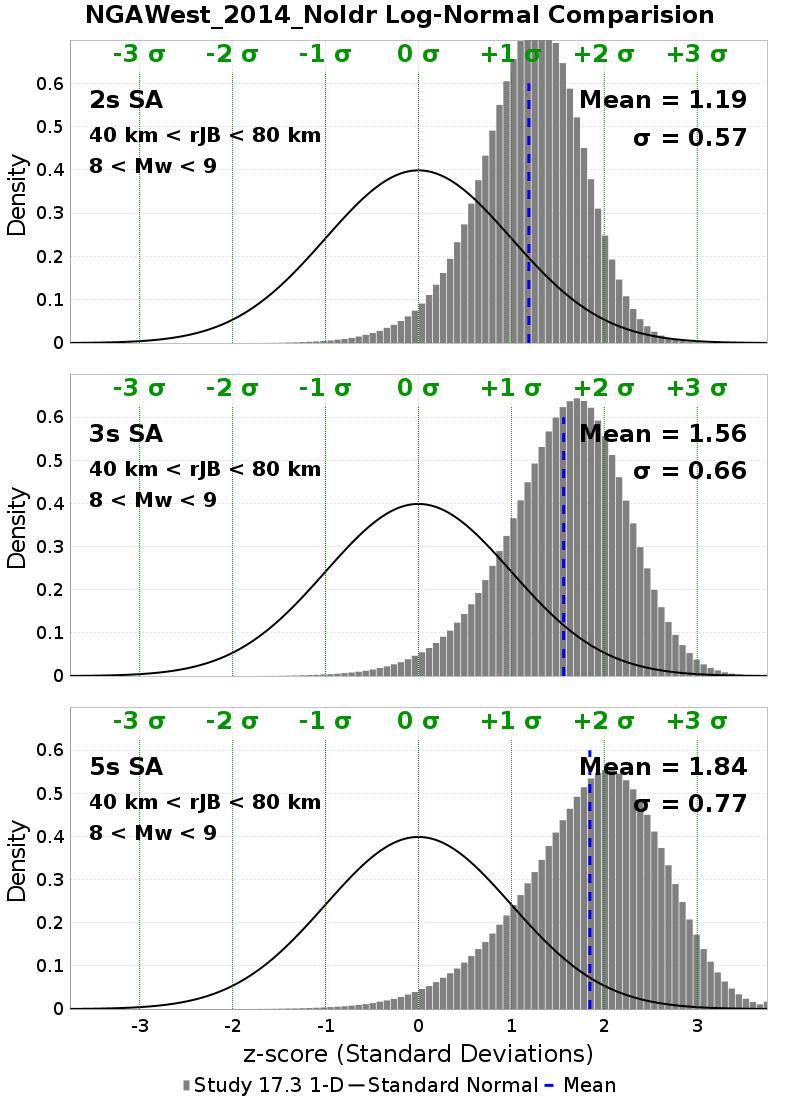 NGAWest_2014_NoIdr Log-Normal Comparision
-3 σ -2 σ -1 σ 0 σ +1 σ +2 σ +3 σ
2s SA
Mean = 1.19
40 km < rJB < 80 km
σ = 0.57
8 < Mw < 9
Density
0.6
0.5
0.4
0.3
0.2
0.1
0
-3 σ -2 σ -1 σ 0 σ +1 σ +2 σ +3 σ
3s SA
Mean = 1.56
40 km < rJB < 80 km
σ = 0.66
8 < Mw < 9
Density
0.6
0.5
0.4
0.3
0.2
0.1
0
-3 σ -2 σ -1 σ 0 σ +1 σ +2 σ +3 σ
5s SA
Mean = 1.84
40 km < rJB < 80 km
σ = 0.77
8 < Mw < 9
Density
0.6
0.5
0.4
0.3
0.2
0.1
0
-3 -2 -1 0 1 2 3
z-score (Standard Deviations)
Study 17.3 1-D Standard Normal Mean